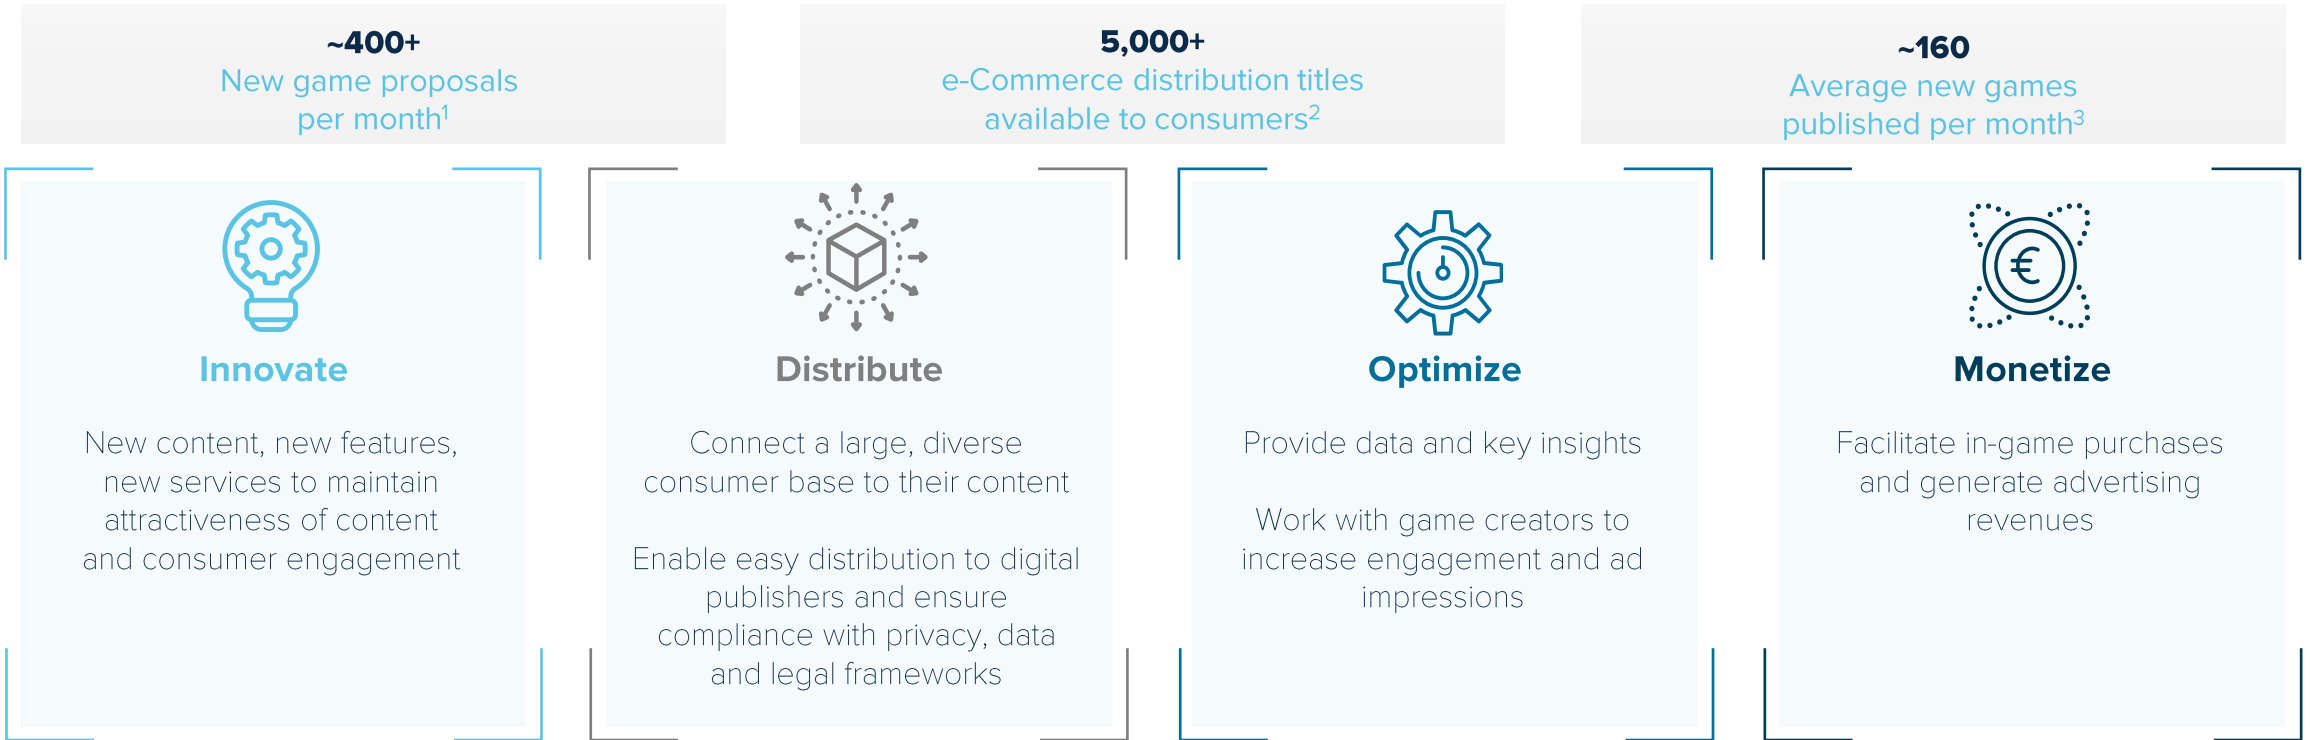 ~400+
New game proposals
per month1
5,000+
e-Commerce distribution titles
available to consumers2
~160
Average new games
published per month3
Innovate
New content, new features,
new services to maintain
attractiveness of content
and consumer engagement
Distribute
Connect a large, diverse
consumer base to their content
Enable easy distribution to digital
publishers and ensure
compliance with privacy, data
and legal frameworks
Optimize
Provide data and key insights
Work with game creators to
increase engagement and ad
impressions
€
Monetize
Facilitate in-game purchases
and generate advertising
revenues